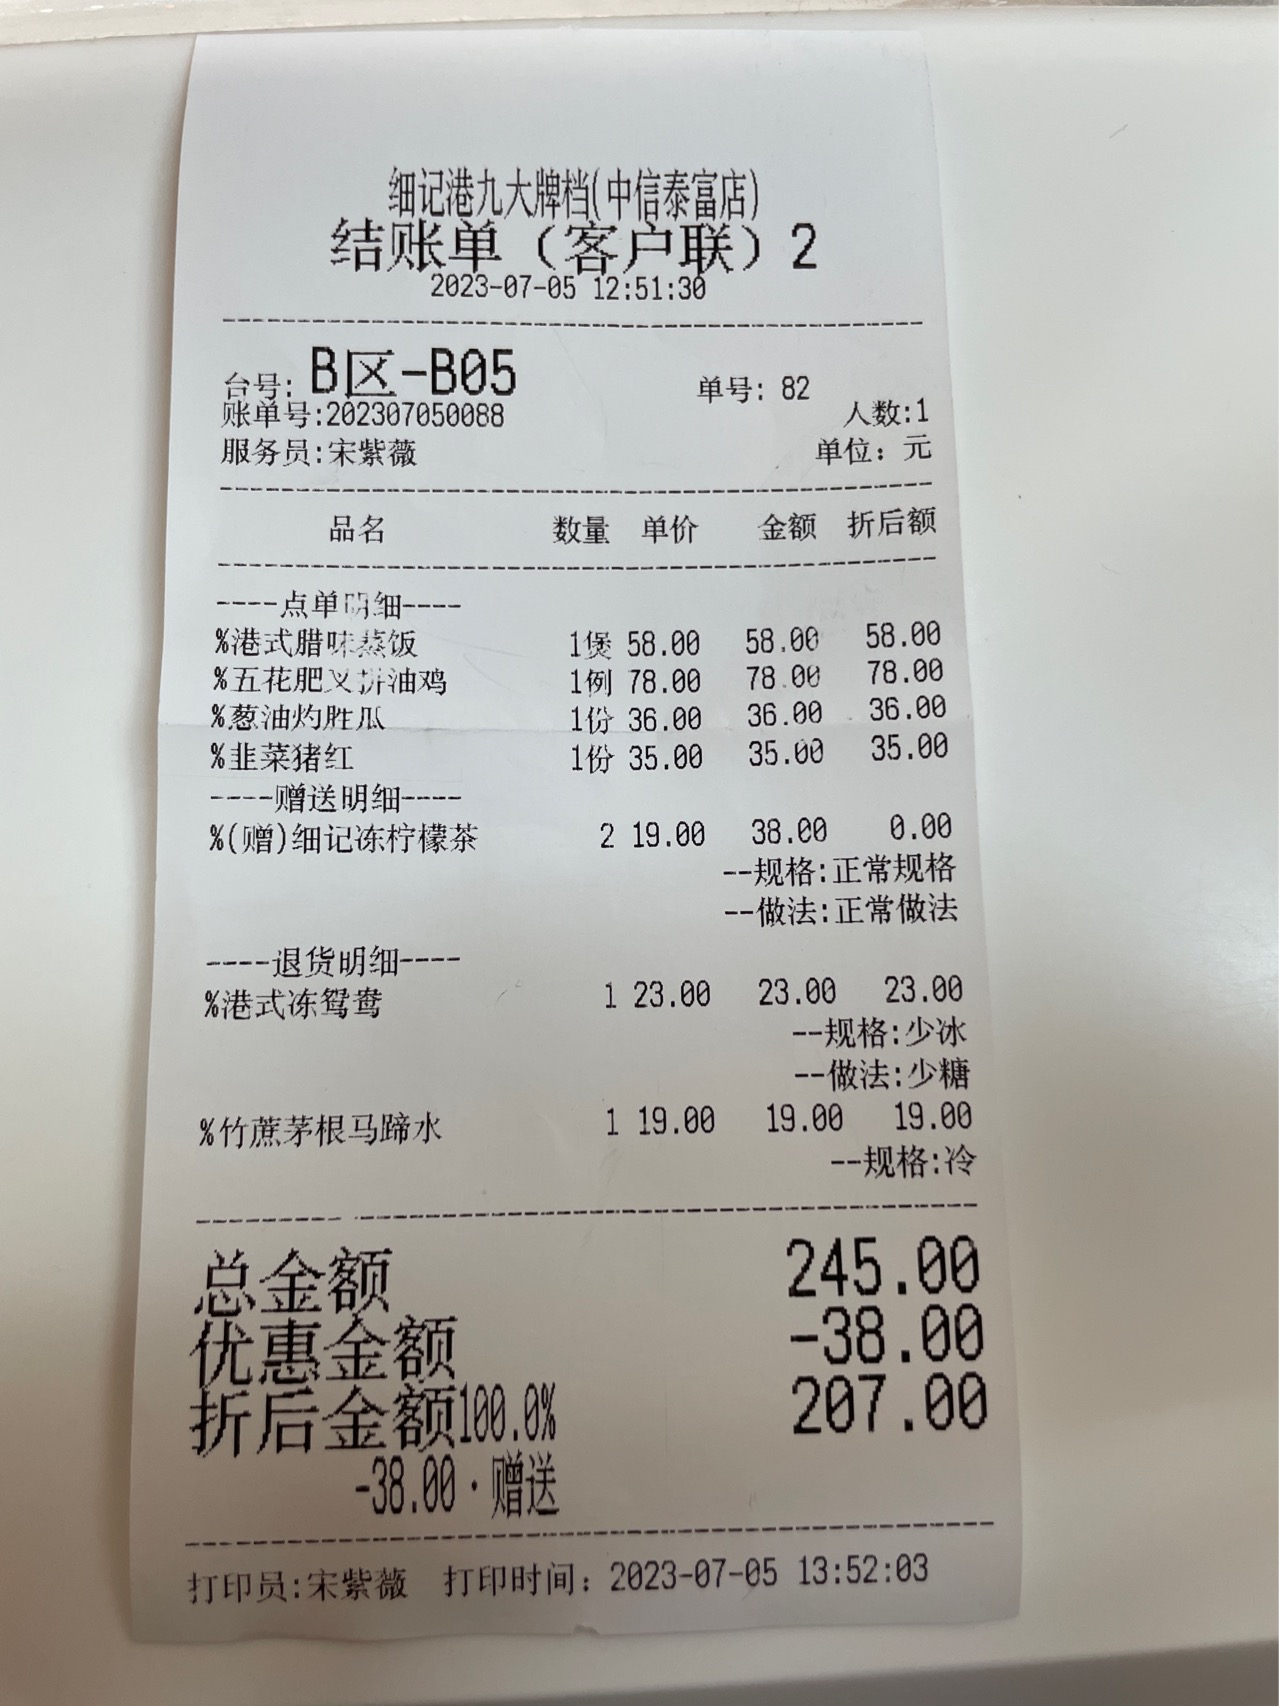 细记港九大牌档(中信泰富店)
结账单（客户联）2
2023-07-05 12:51:30
台号: B区-B05 单号: 82
账单号:202307050088 人数:1
服务员:宋紫薇 单位: 元
品名 数量 单价 金额 折后额
----点单明细----
%港式腊味蒸饭 1煲 58.00 58.00 58.00
%五花肥叉拼油鸡 1例 78.00 78.00 78.00
%葱油灼胜瓜 1份 36.00 36.00 36.00
%韭菜猪红 1份 35.00 35.00 35.00
----赠送明细----
%(赠)细记冻柠檬茶 2 19.00 38.00 0.00
--规格:正常规格
--做法:正常做法
----退货明细----
%港式冻鸳鸯 1 23.00 23.00 23.00
--规格:少冰
--做法:少糖
%竹蔗茅根马蹄水 1 19.00 19.00 19.00
--规格:冷
总金额 245.00
优惠金额 -38.00
折后金额100.0% 207.00
-38.00·赠送
打印员:宋紫薇 打印时间: 2023-07-05 13:52:03